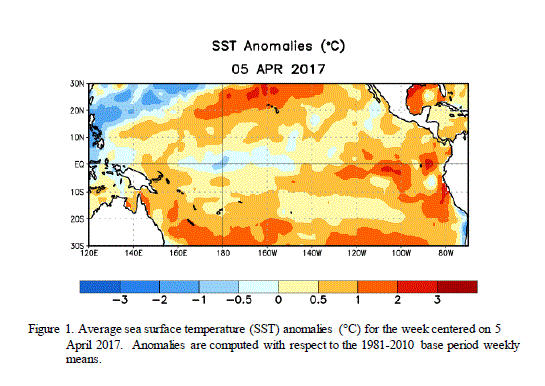 SST Anomalies (°C)
05 APR 2017
30N
20N
10N
EQ
10S
20S
30S
120E 140E 160E 180 160W 140W 120W 100W 80W
−3 −2 −1 −0.5 0 0.5 1 2 3
Figure 1. Average sea surface temperature (SST) anomalies (°C) for the week centered on 5
April 2017. Anomalies are computed with respect to the 1981-2010 base period weekly
means.